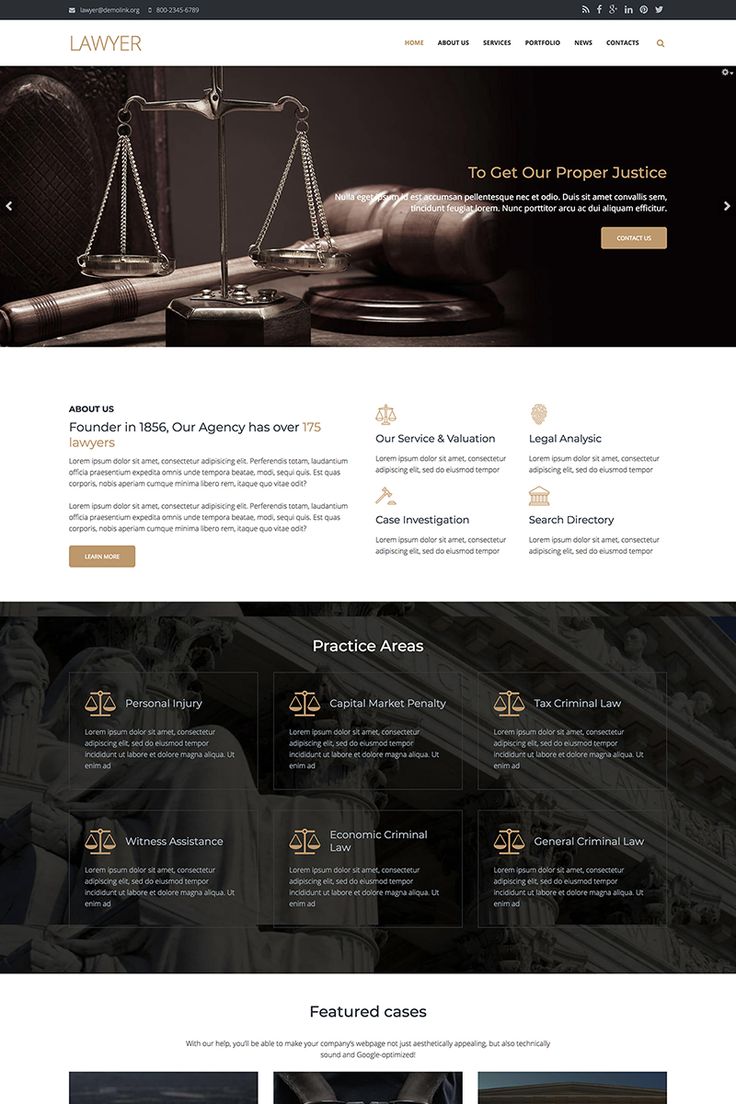 lawyer@demolink.org 800-2345-6789
LAWYER
HOME ABOUT US SERVICES PORTFOLIO NEWS CONTACTS
To Get Our Proper Justice
Nulla eget ipsum id est accumsan pellentesque nec et odio. Duis sit amet convallis sem,
tincidunt feugiat lorem. Nunc porttitor arcu ac dui aliquam efficitur.
CONTACT US
ABOUT US
Founder in 1856, Our Agency has over 175
lawyers
Lorem ipsum dolor sit amet, consectetur adipisicing elit. Perferendis totam, laudantium
officia praesentium expedita omnis unde tempora beatae, modi, sequi quis. Est quas
corporis, nobis aperiam numquam libero rem, itaque quo vitae odio?
Lorem ipsum dolor sit amet, consectetur adipisicing elit. Perferendis totam, laudantium
officia praesentium expedita omnis unde tempora beatae, modi, sequi quis. Est quas
corporis, nobis aperiam numquam libero rem, itaque quo vitae odio?
LEARN MORE
Our Service & Valuation
Lorem ipsum dolor sit amet, consectetur
adipiscing elit, sed do eiusmod tempor
Legal Analysic
Lorem ipsum dolor sit amet, consectetur
adipiscing elit, sed do eiusmod tempor
Case Investigation
Lorem ipsum dolor sit amet, consectetur
adipiscing elit, sed do eiusmod tempor
Search Directory
Lorem ipsum dolor sit amet, consectetur
adipiscing elit, sed do eiusmod tempor
Practice Areas
Personal Injury
Lorem ipsum dolor sit amet, consectetur
adipiscing elit, sed do eiusmod tempor
incididunt ut labore et dolore magna aliqua. Ut
enim ad
Capital Market Penalty
Lorem ipsum dolor sit amet, consectetur
adipiscing elit, sed do eiusmod tempor
incididunt ut labore et dolore magna aliqua. Ut
enim ad
Tax Criminal Law
Lorem ipsum dolor sit amet, consectetur
adipiscing elit, sed do eiusmod tempor
incididunt ut labore et dolore magna aliqua. Ut
enim ad
Witness Assistance
Lorem ipsum dolor sit amet, consectetur
adipiscing elit, sed do eiusmod tempor
incididunt ut labore et dolore magna aliqua. Ut
enim ad
Economic Criminal
Law
Lorem ipsum dolor sit amet, consectetur
adipiscing elit, sed do eiusmod tempor
incididunt ut labore et dolore magna aliqua. Ut
enim ad
General Criminal Law
Lorem ipsum dolor sit amet, consectetur
adipiscing elit, sed do eiusmod tempor
incididunt ut labore et dolore magna aliqua. Ut
enim ad
Featured cases
With our help, you'll be able to make your company's webpage not just aesthetically appealing, but also technically
sound and Google-optimized!